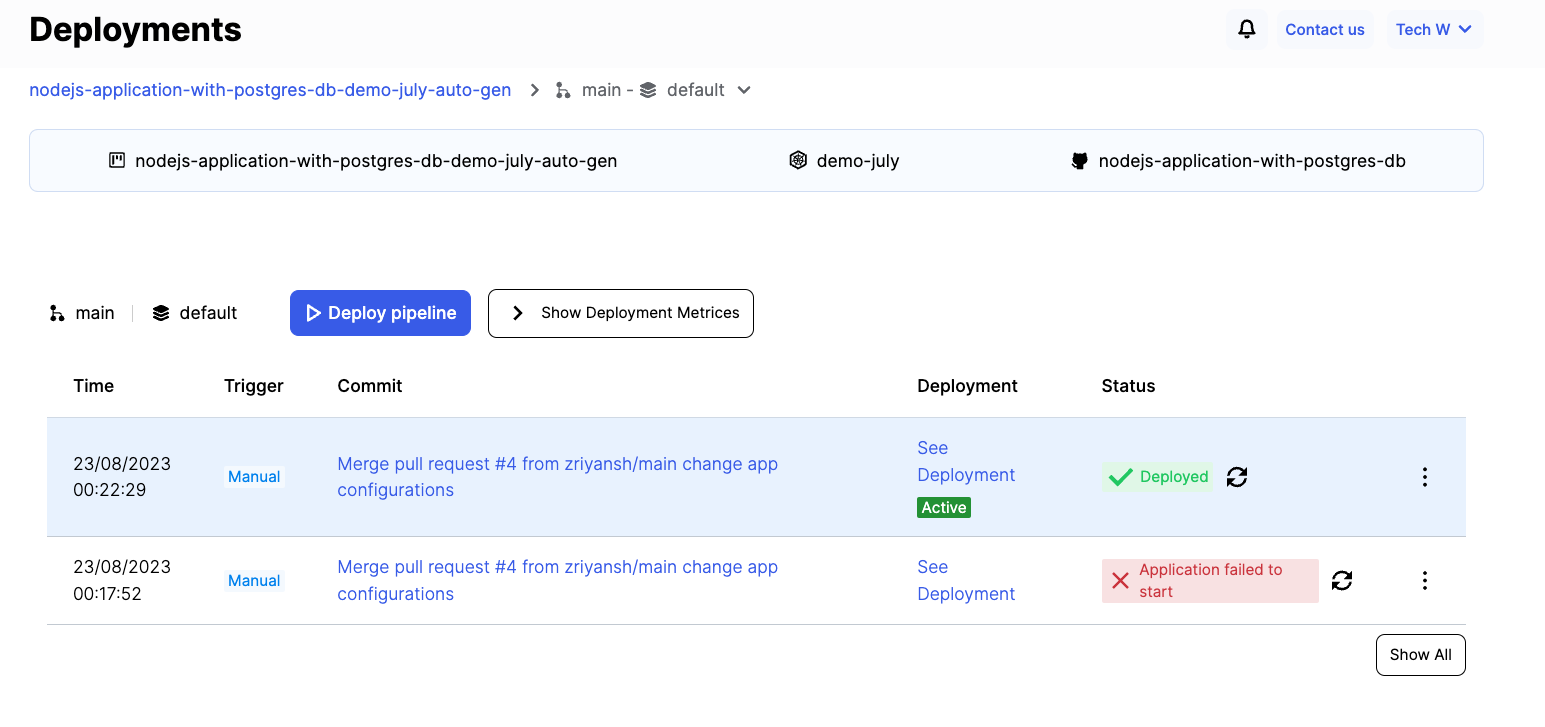 Deployments
Contact us
Tech W
nodejs-application-with-postgres-db-demo-july-auto-gen
main -
default
nodejs-application-with-postgres-db-demo-july-auto-gen
demo-july
nodejs-application-with-postgres-db
main
default
Deploy pipeline
Show Deployment Metrices
Time
Trigger
Commit
Deployment
Status
23/08/2023
00:22:29
Manual
Merge pull request #4 from zriyansh/main change app
configurations
See
Deployment
Active
Deployed
23/08/2023
00:17:52
Manual
Merge pull request #4 from zriyansh/main change app
configurations
See
Deployment
Application failed to
start
Show All